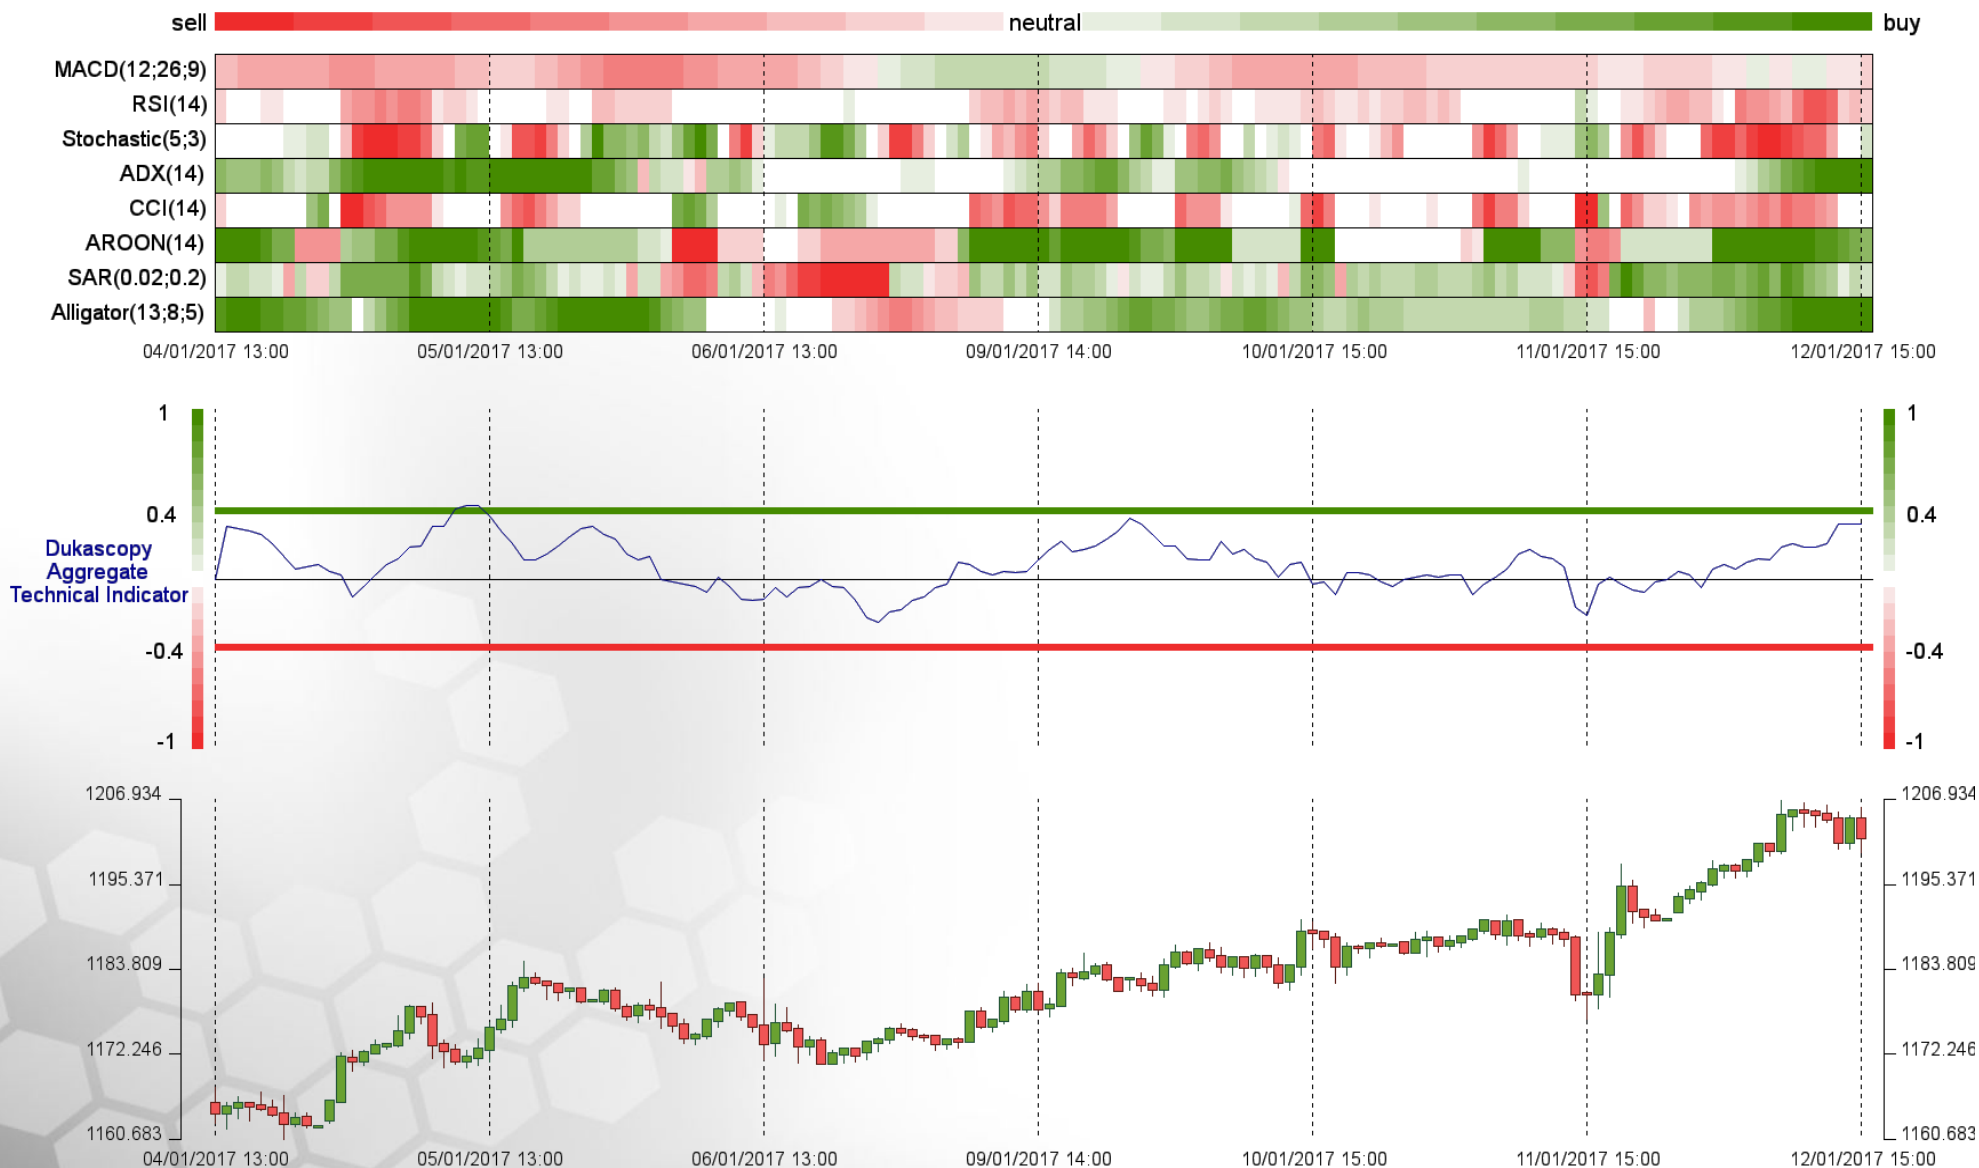 sell neutral buy
MACD(12;26;9)
RSI(14)
Stochastic(5;3)
ADX(14)
CCI(14)
AROON(14)
SAR(0.02;0.2)
Alligator(13;8;5)
04/01/2017 13:00 05/01/2017 13:00 06/01/2017 13:00 09/01/2017 14:00 10/01/2017 15:00 11/01/2017 15:00 12/01/2017 15:00
1 1
0.4 0.4
Dukascopy
Aggregate
Technical Indicator
-0.4 -0.4
-1 -1
1206.934 1206.934
1195.371 1195.371
1183.809 1183.809
1172.246 1172.246
1160.683 1160.683
04/01/2017 13:00 05/01/2017 13:00 06/01/2017 13:00 09/01/2017 14:00 10/01/2017 15:00 11/01/2017 15:00 12/01/2017 15:00